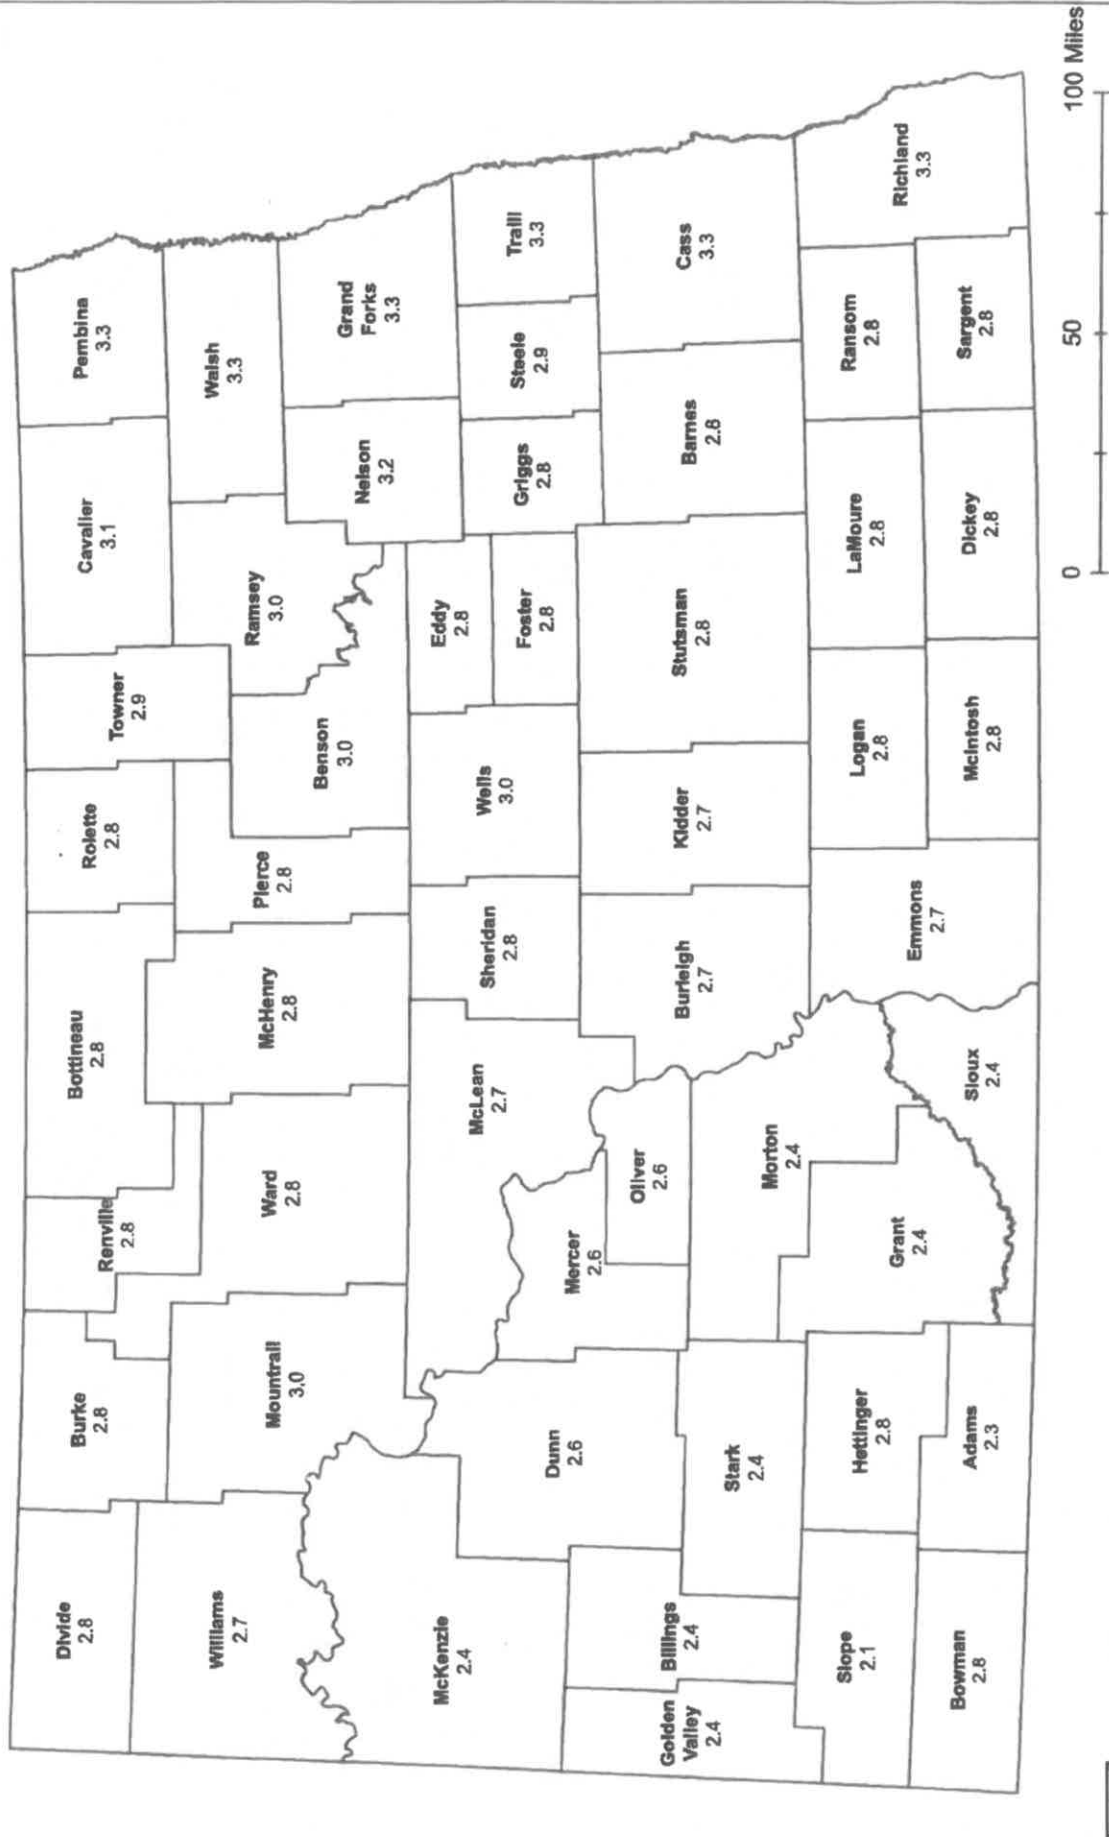 Divide
2.8
Burke
2.8
Renville
2.8
Bottineau
2.8
Rolette
2.8
Towner
2.9
Cavalier
3.1
Pembina
3.3
Williams
2.7
Mountrail
3.0
Ward
2.8
McHenry
2.8
Pierce
2.8
Benson
3.0
Ramsey
3.0
Walsh
3.3
Nelson
3.2
Grand
Forks
3.3
McKenzie
2.4
Dunn
2.6
Mercer
2.6
Oliver
2.6
McLean
2.7
Sheridan
2.8
Wells
3.0
Eddy
2.8
Foster
2.8
Griggs
2.8
Steele
2.9
Traill
3.3
Golden
Valley
2.4
Billings
2.4
Stark
2.4
Morton
2.4
Burleigh
2.7
Kidder
2.7
Stutsman
2.8
Barnes
2.8
Cass
3.3
Slope
2.1
Hettinger
2.8
Grant
2.4
Sioux
2.4
Emmons
2.7
Logan
2.8
LaMoure
2.8
Ransom
2.8
Richland
3.3
Bowman
2.8
Adams
2.3
McIntosh
2.8
Dickey
2.8
Sargent
2.8
0 50 100 Miles